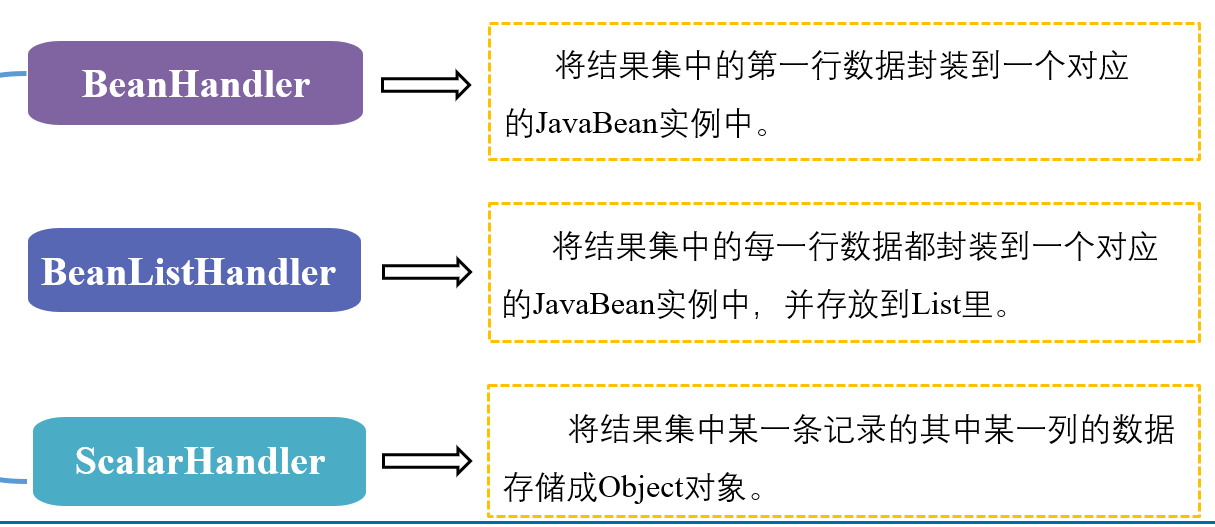 BeanHandler
将结果集中的第一行数据封装到一个对应
的JavaBean实例中。
BeanListHandler
将结果集中的每一行数据都封装到一个对应
的JavaBean实例中，并存放到List里。
ScalarHandler
将结果集中某一条记录的其中某一列的数据
存储成Object对象。